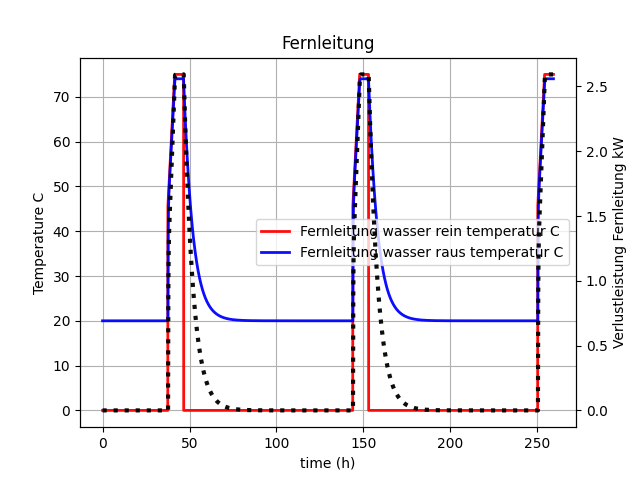 Fernleitung
70
60
50
40
30
20
10
0
Temperature C
2.5
2.0
1.5
1.0
0.5
0.0
Verlustleistung Fernleitung kW
Fernleitung wasser rein temperatur C
Fernleitung wasser raus temperatur C
0 50 100 150 200 250
time (h)